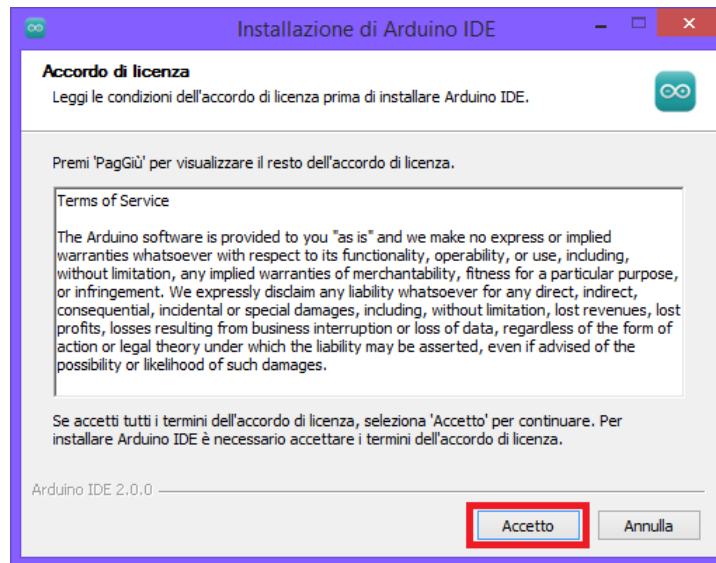 Installazione di Arduino IDE
Accordo di licenza
Leggi le condizioni dell'accordo di licenza prima di installare Arduino IDE.
Premi 'PagGiù' per visualizzare il resto dell'accordo di licenza.
Terms of Service
The Arduino software is provided to you "as is" and we make no express or implied
warranties whatsoever with respect to its functionality, operability, or use, including,
without limitation, any implied warranties of merchantability, fitness for a particular purpose,
or infringement. We expressly disclaim any liability whatsoever for any direct, indirect,
consequential, incidental or special damages, including, without limitation, lost revenues, lost
profits, losses resulting from business interruption or loss of data, regardless of the form of
action or legal theory under which the liability may be asserted, even if advised of the
possibility or likelihood of such damages.
Se accetti tutti i termini dell'accordo di licenza, seleziona 'Accetto' per continuare. Per
installare Arduino IDE è necessario accettare i termini dell'accordo di licenza.
Arduino IDE 2.0.0
Accetto Annulla